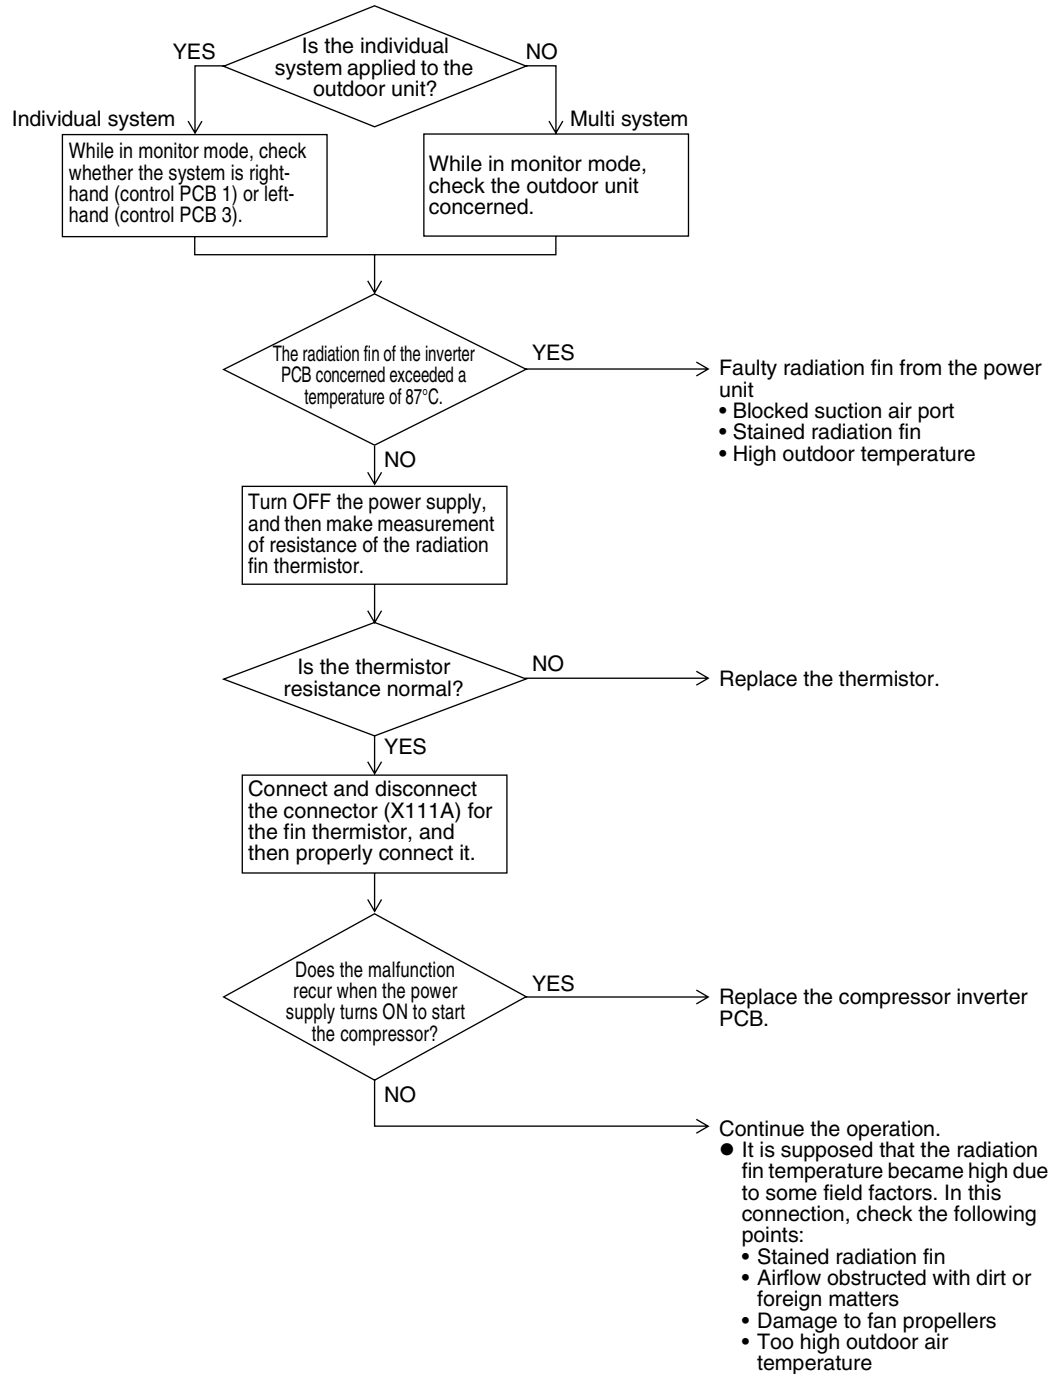 Is the individual
system applied to the
outdoor unit?
YES
NO
Individual system
Multi system
While in monitor mode, check
whether the system is right-
hand (control PCB 1) or left-
hand (control PCB 3).
While in monitor mode,
check the outdoor unit
concerned.
The radiation fin of the inverter
PCB concerned exceeded a
temperature of 87°C.
YES
Faulty radiation fin from the power
unit
• Blocked suction air port
• Stained radiation fin
• High outdoor temperature
NO
Turn OFF the power supply,
and then make measurement
of resistance of the radiation
fin thermistor.
Is the thermistor
resistance normal?
NO
Replace the thermistor.
YES
Connect and disconnect
the connector (X111A) for
the fin thermistor, and
then properly connect it.
Does the malfunction
recur when the power
supply turns ON to start
the compressor?
YES
Replace the compressor inverter
PCB.
NO
Continue the operation.
● It is supposed that the radiation
fin temperature became high due
to some field factors. In this
connection, check the following
points:
• Stained radiation fin
• Airflow obstructed with dirt or
foreign matters
• Damage to fan propellers
• Too high outdoor air
temperature